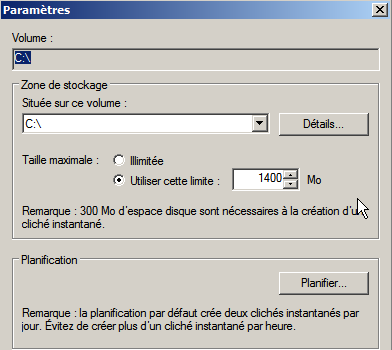 Paramètres
Volume :
C:\
Zone de stockage
Située sur ce volume :
C:\
Détails...
Taille maximale :
Illimitée
Utiliser cette limite :
1400
Mo
Remarque : 300 Mo d'espace disque sont nécessaires à la création d'u
cliché instantané.
Planification
Planifier...
Remarque : la planification par défaut crée deux clichés instantanés par
jour. Évitez de créer plus d'un cliché instantané par heure.